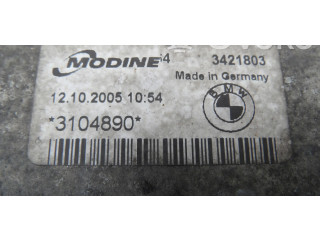 MODINE 3421803
Made in Germany
12.10.2005 10:54
*3104890*
BMW